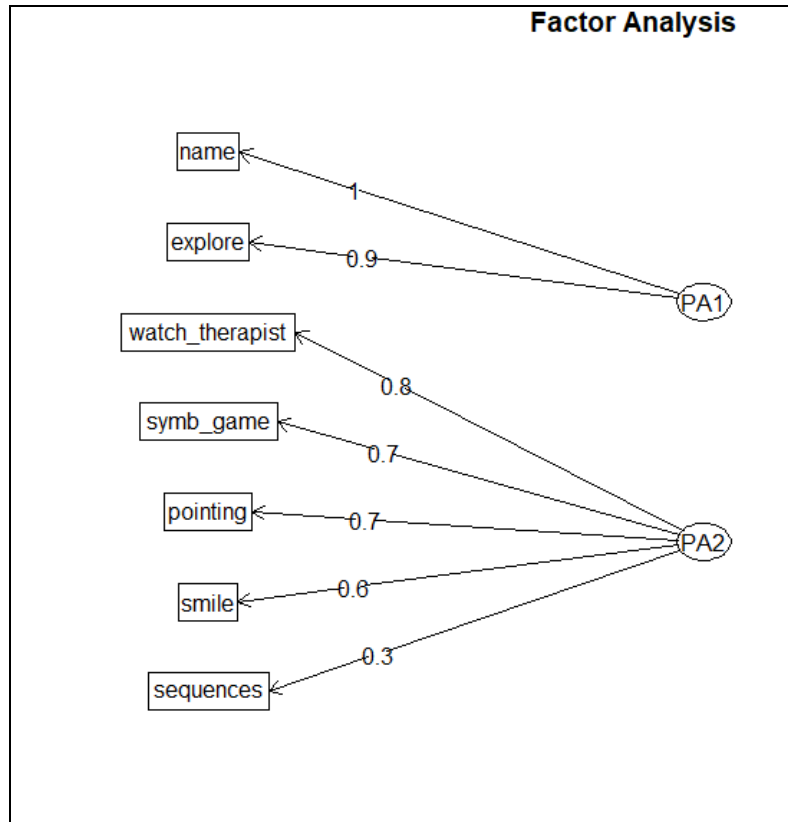 Factor Analysis
name
1
explore
0.9
PA1
watch_therapist
0.8
symb_game
0.7
pointing
0.7
PA2
smile
0.6
0.3
sequences